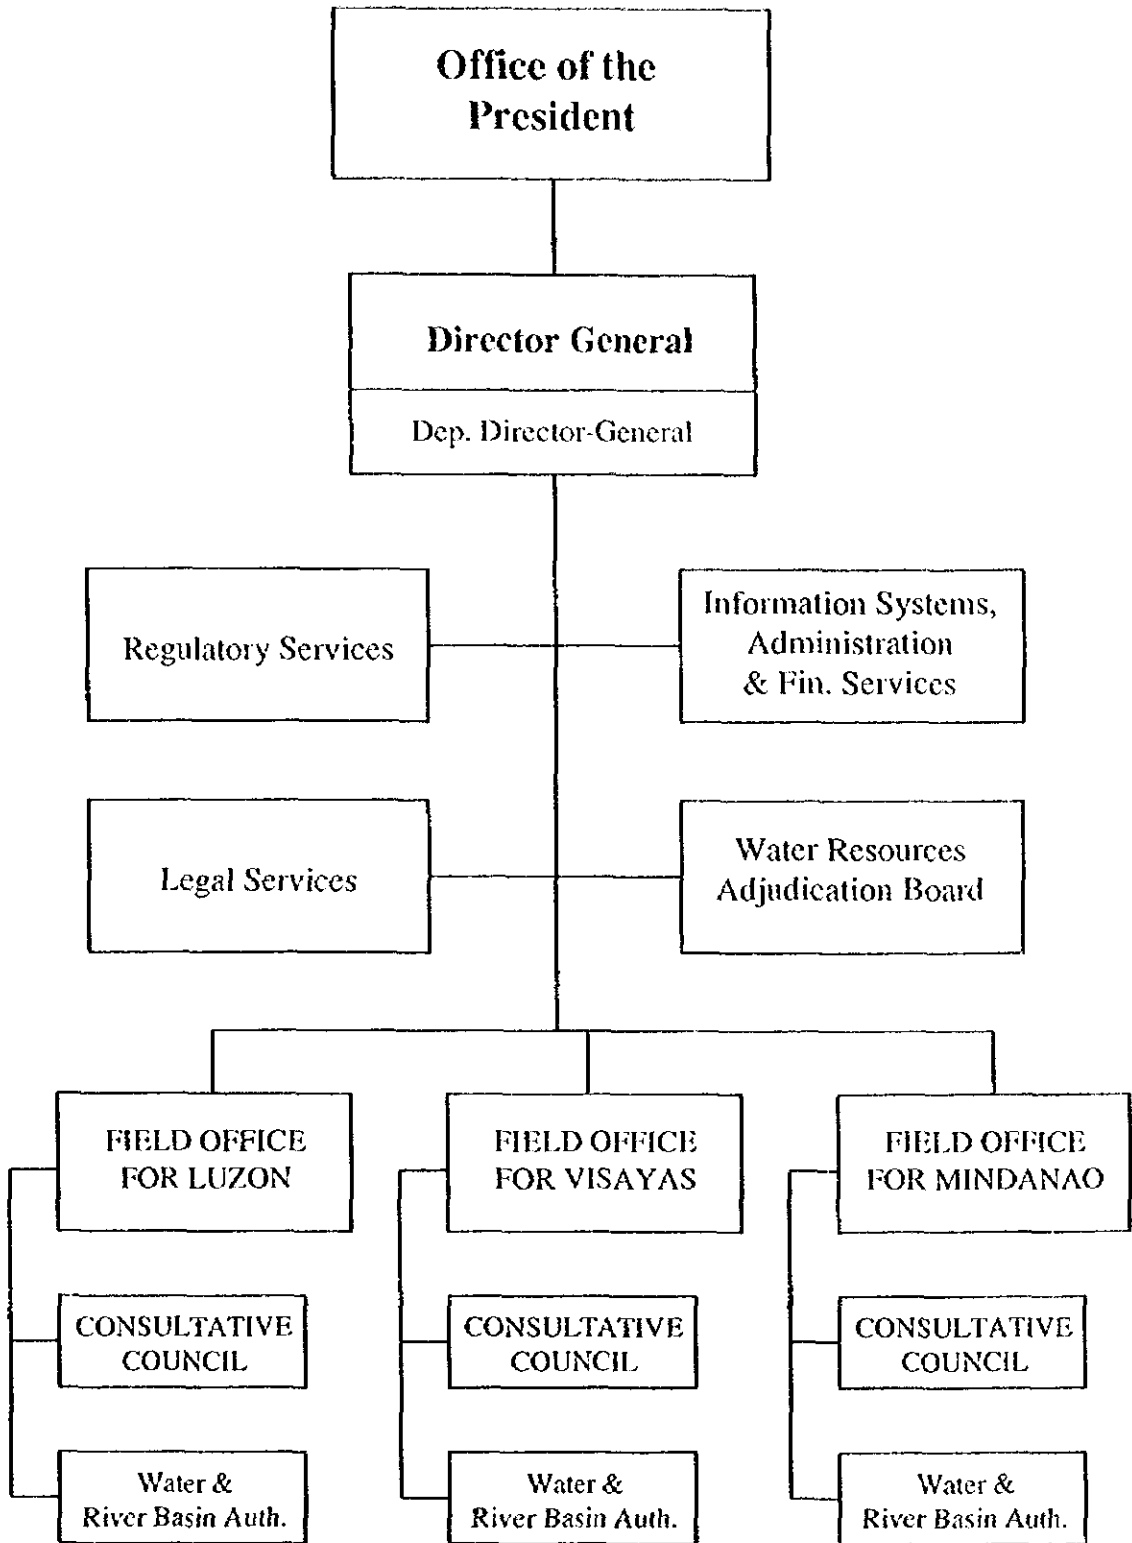 Office of the
President
Director General
Dep. Director-General
Regulatory Services
Information Systems,
Administration
& Fin. Services
Legal Services
Water Resources
Adjudication Board
FIELD OFFICE
FOR LUZON
FIELD OFFICE
FOR VISAYAS
FIELD OFFICE
FOR MINDANAO
CONSULTATIVE
COUNCIL
CONSULTATIVE
COUNCIL
CONSULTATIVE
COUNCIL
Water &
River Basin Auth.
Water &
River Basin Auth.
Water &
River Basin Auth.